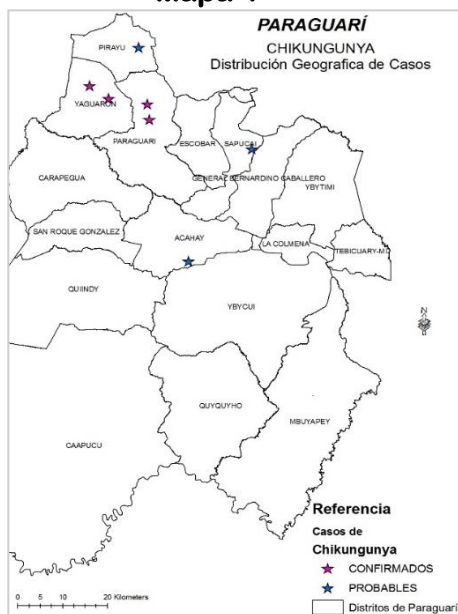 PARAGUARÍ
CHIKUNGUNYA
Distribución Geografica de Casos
PIRAYU
YAGUARON
PARAGUARI
ESCOBAR
SAPUCAI
CARAPEGUA
GENERAL BERNARDINO CABALLERO
YBYTIMI
SAN ROQUE GONZALEZ
ACAHAY
LA COLMENA
TEBICUARY-MI
QUIINDY
YBYCUI
N
QUYQUYHO
MBUYAPEY
CAAPUCU
Referencia
Casos de
Chikungunya
CONFIRMADOS
PROBABLES
Distritos de Paraguarí
0 5 10 20 Kilometers